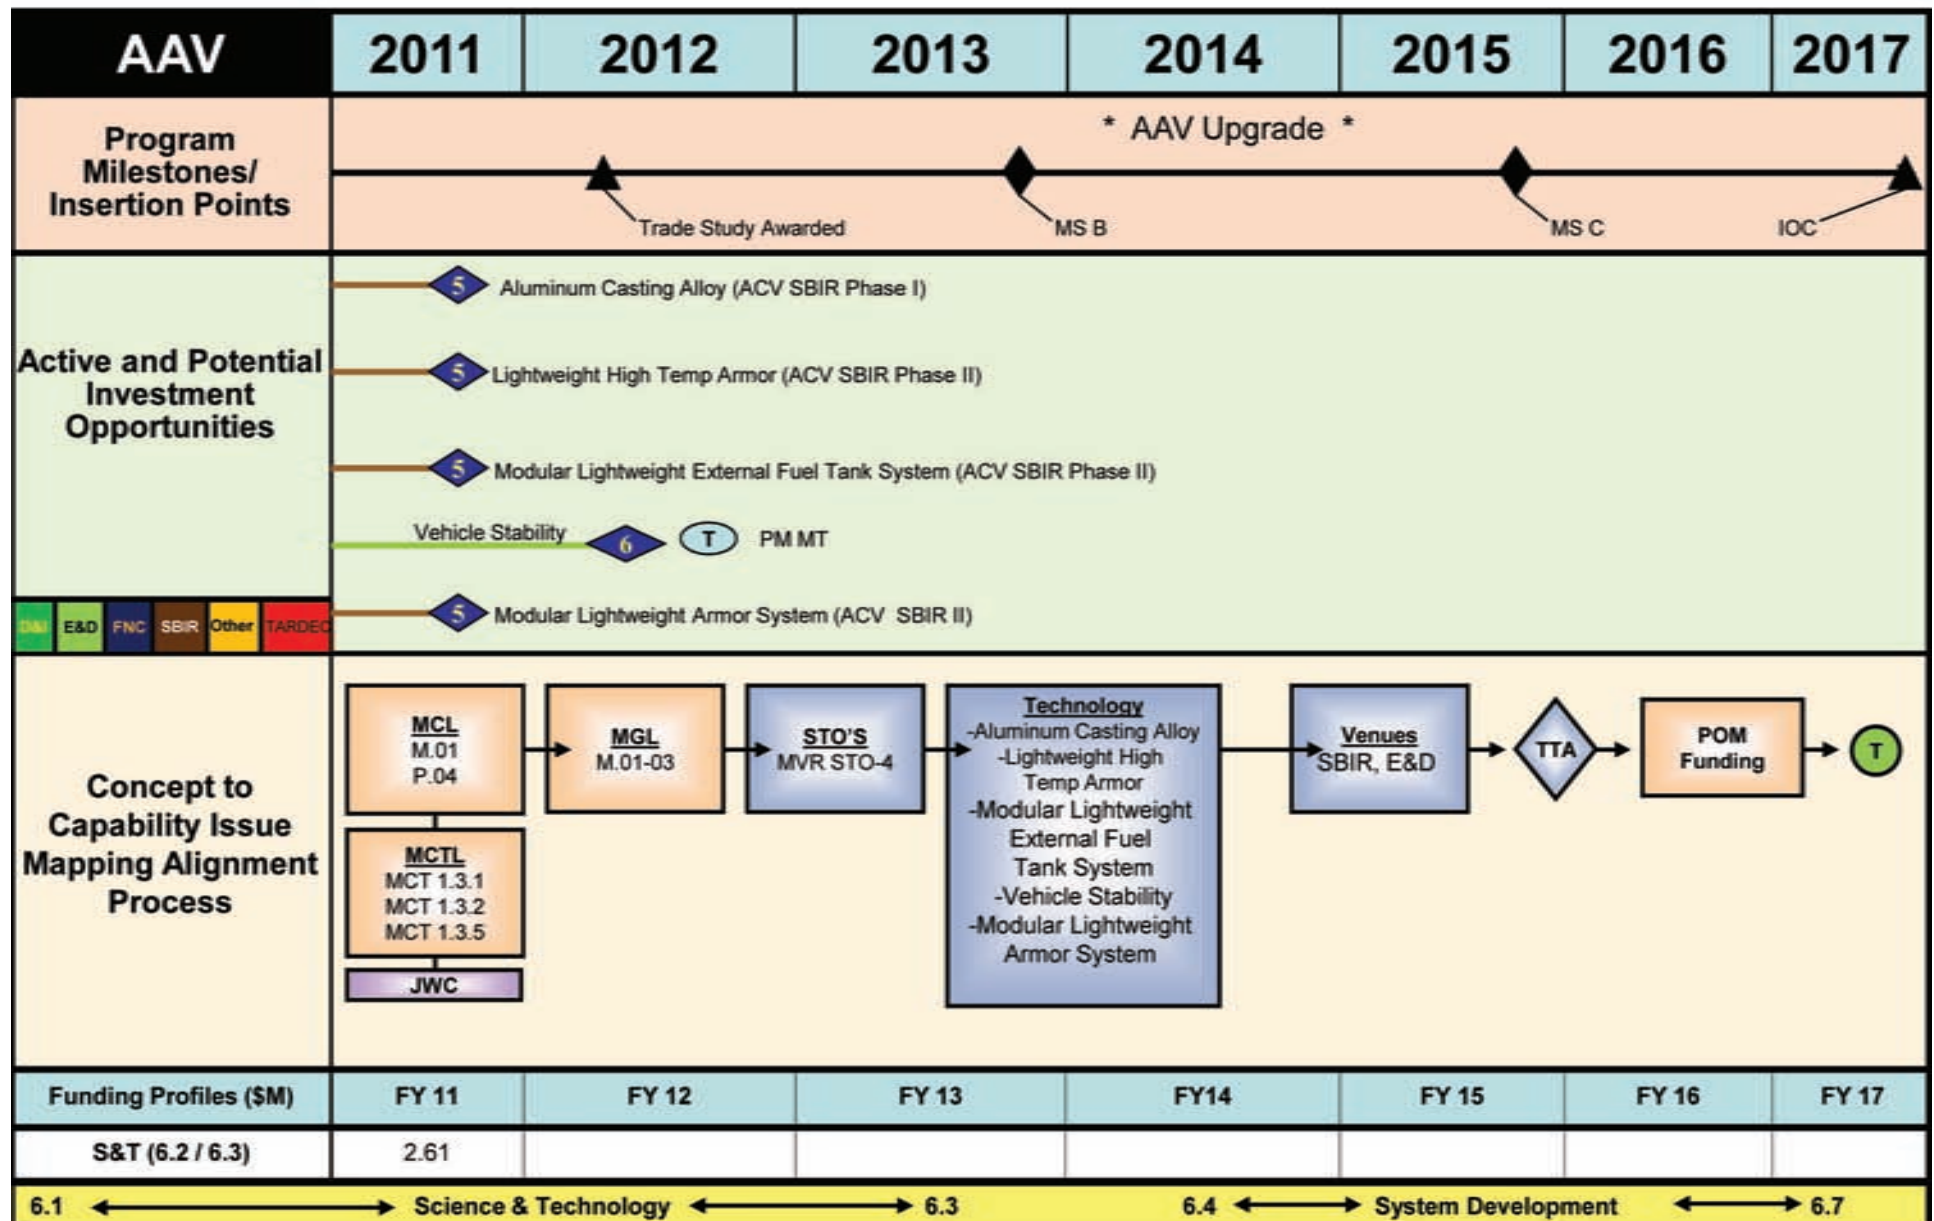 AAV 2011 2012 2013 2014 2015 2016 2017
Program
Milestones/
Insertion Points
* AAV Upgrade *
Trade Study Awarded
MS B
MS C
IOC
Active and Potential
Investment
Opportunities
5 Aluminum Casting Alloy (ACV SBIR Phase I)
5 Lightweight High Temp Armor (ACV SBIR Phase II)
5 Modular Lightweight External Fuel Tank System (ACV SBIR Phase II)
Vehicle Stability 6 T PM MT
5 Modular Lightweight Armor System (ACV SBIR II)
D&I E&D FNC SBIR Other TARDEC
Concept to
Capability Issue
Mapping Alignment
Process
MCL
M.01
P.04
MCTL
MCT 1.3.1
MCT 1.3.2
MCT 1.3.5
JWC
MGL
M.01-03
STO'S
MVR STO-4
Technology
-Aluminum Casting Alloy
-Lightweight High
Temp Armor
-Modular Lightweight
External Fuel
Tank System
-Vehicle Stability
-Modular Lightweight
Armor System
Venues
SBIR, E&D
TTA
POM
Funding
T
Funding Profiles ($M) FY 11 FY 12 FY 13 FY14 FY 15 FY 16 FY 17
S&T (6.2 / 6.3) 2.61
6.1 Science & Technology 6.3 6.4 System Development 6.7